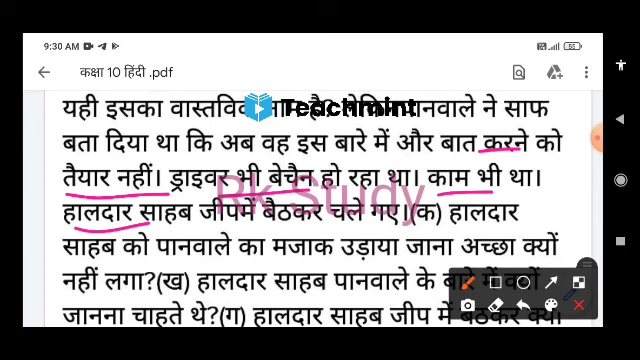 9:30 AM
कक्षा 10 हिंदी .pdf
यही इसका वास्तविक
Teachmint
पानवाले ने साफ
बता दिया था कि अब वह इस बारे में और बात करने को
तैयार नहीं। ड्राइवर भी बेचैन हो रहा था। काम भी था।
Rk Study
हालदार साहब जीपमें बैठकर चले गए।(क) हालदार
साहब को पानवाले का मजाक उड़ाया जाना अच्छा क्यों
नहीं लगा?(ख) हालदार साहब पानवाले के बारे में क्यों
जानना चाहते थे?(ग) हालदार साहब जीप में बैठकर क्यों